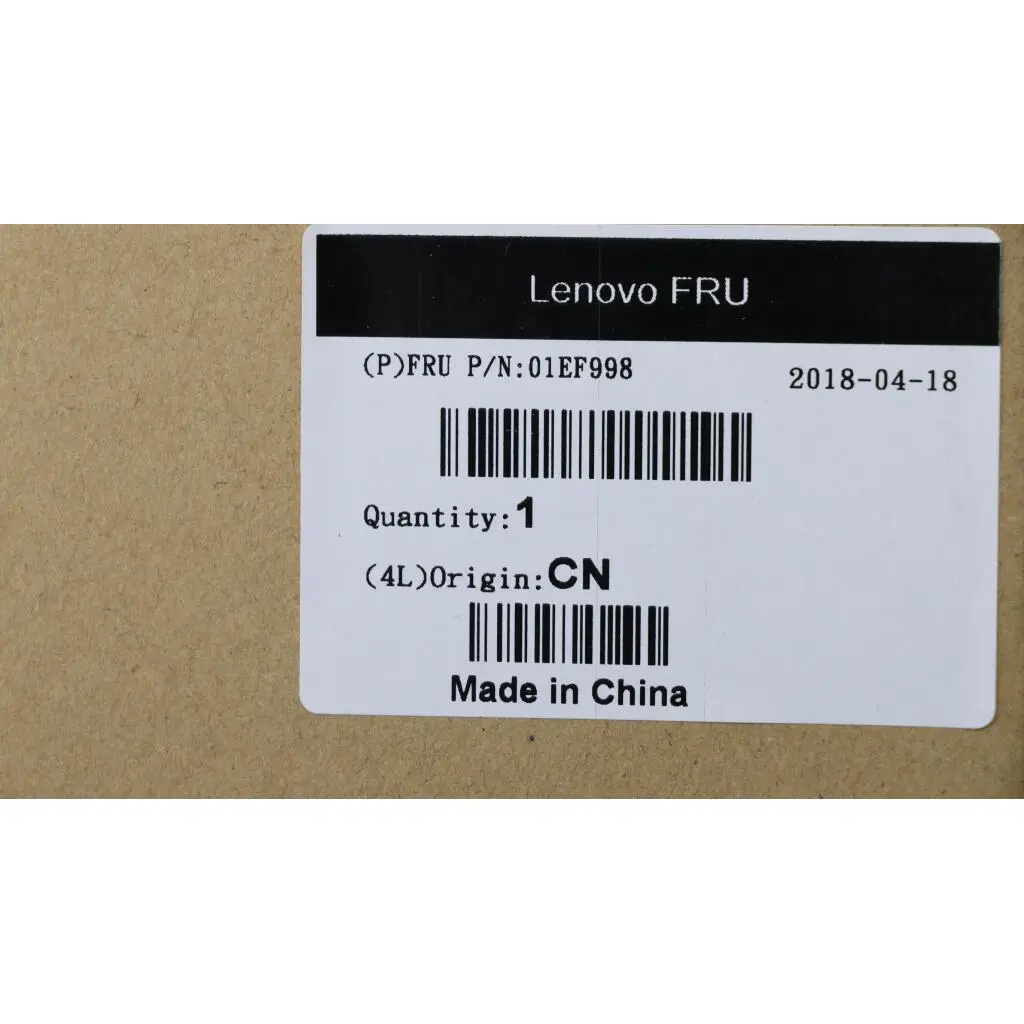 Lenovo FRU
(P)FRU P/N:01EF998
2018-04-18
Quantity:1
(4L)Origin:CN
Made in China